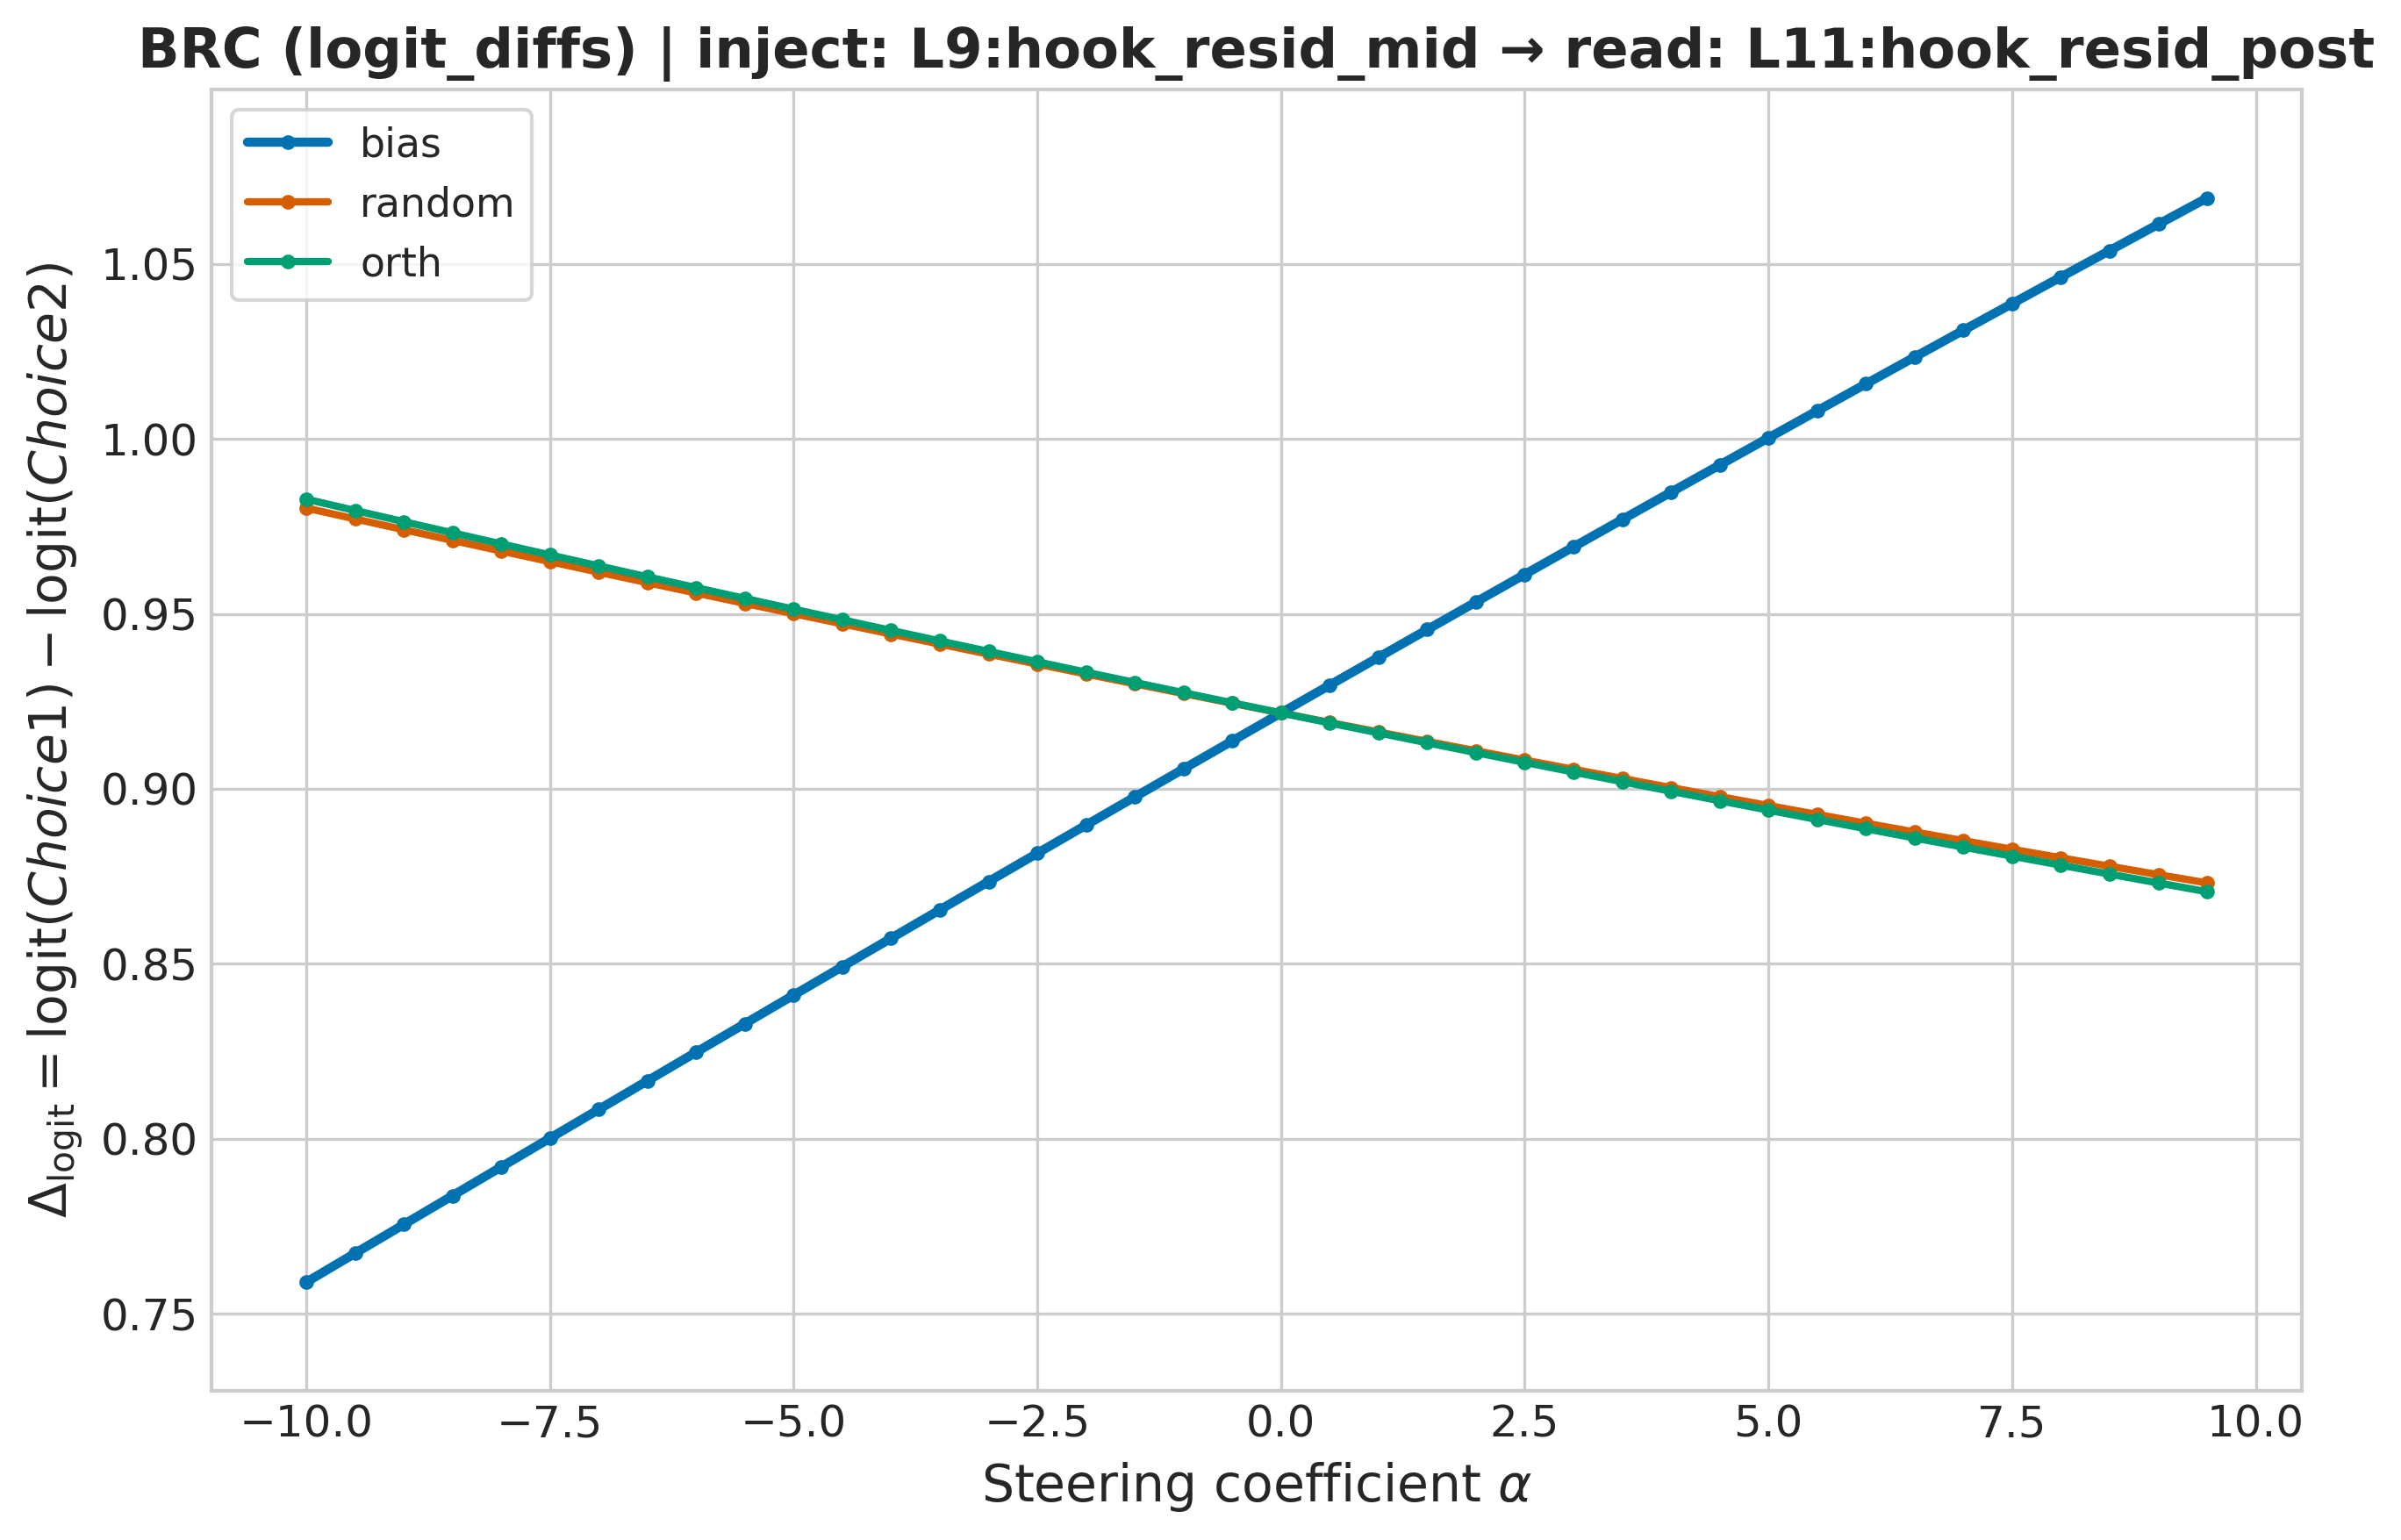 BRC (logit_diffs) | inject: L9:hook_resid_mid → read: L11:hook_resid_post
bias
random
orth
Δlogit = logit(Choice1) − logit(Choice2)
1.05
1.00
0.95
0.90
0.85
0.80
0.75
−10.0 −7.5 −5.0 −2.5 0.0 2.5 5.0 7.5 10.0
Steering coefficient α